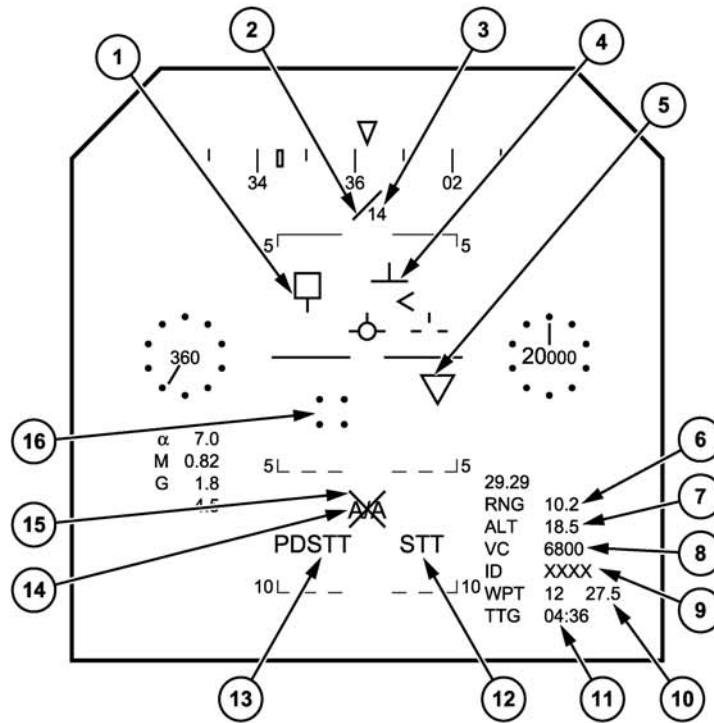 2
3
1
4
5
34
36
02
14
5
5
360
20000
16
α 7.0
M 0.82
G 1.8
4.5
5
5
6
29.29
RNG 10.2
7
15
A/A
ALT 18.5
8
PDSTT
STT
VC 6800
14
ID XXXX
9
10
10
WPT 12 27.5
TTG 04:36
13
12
11
10